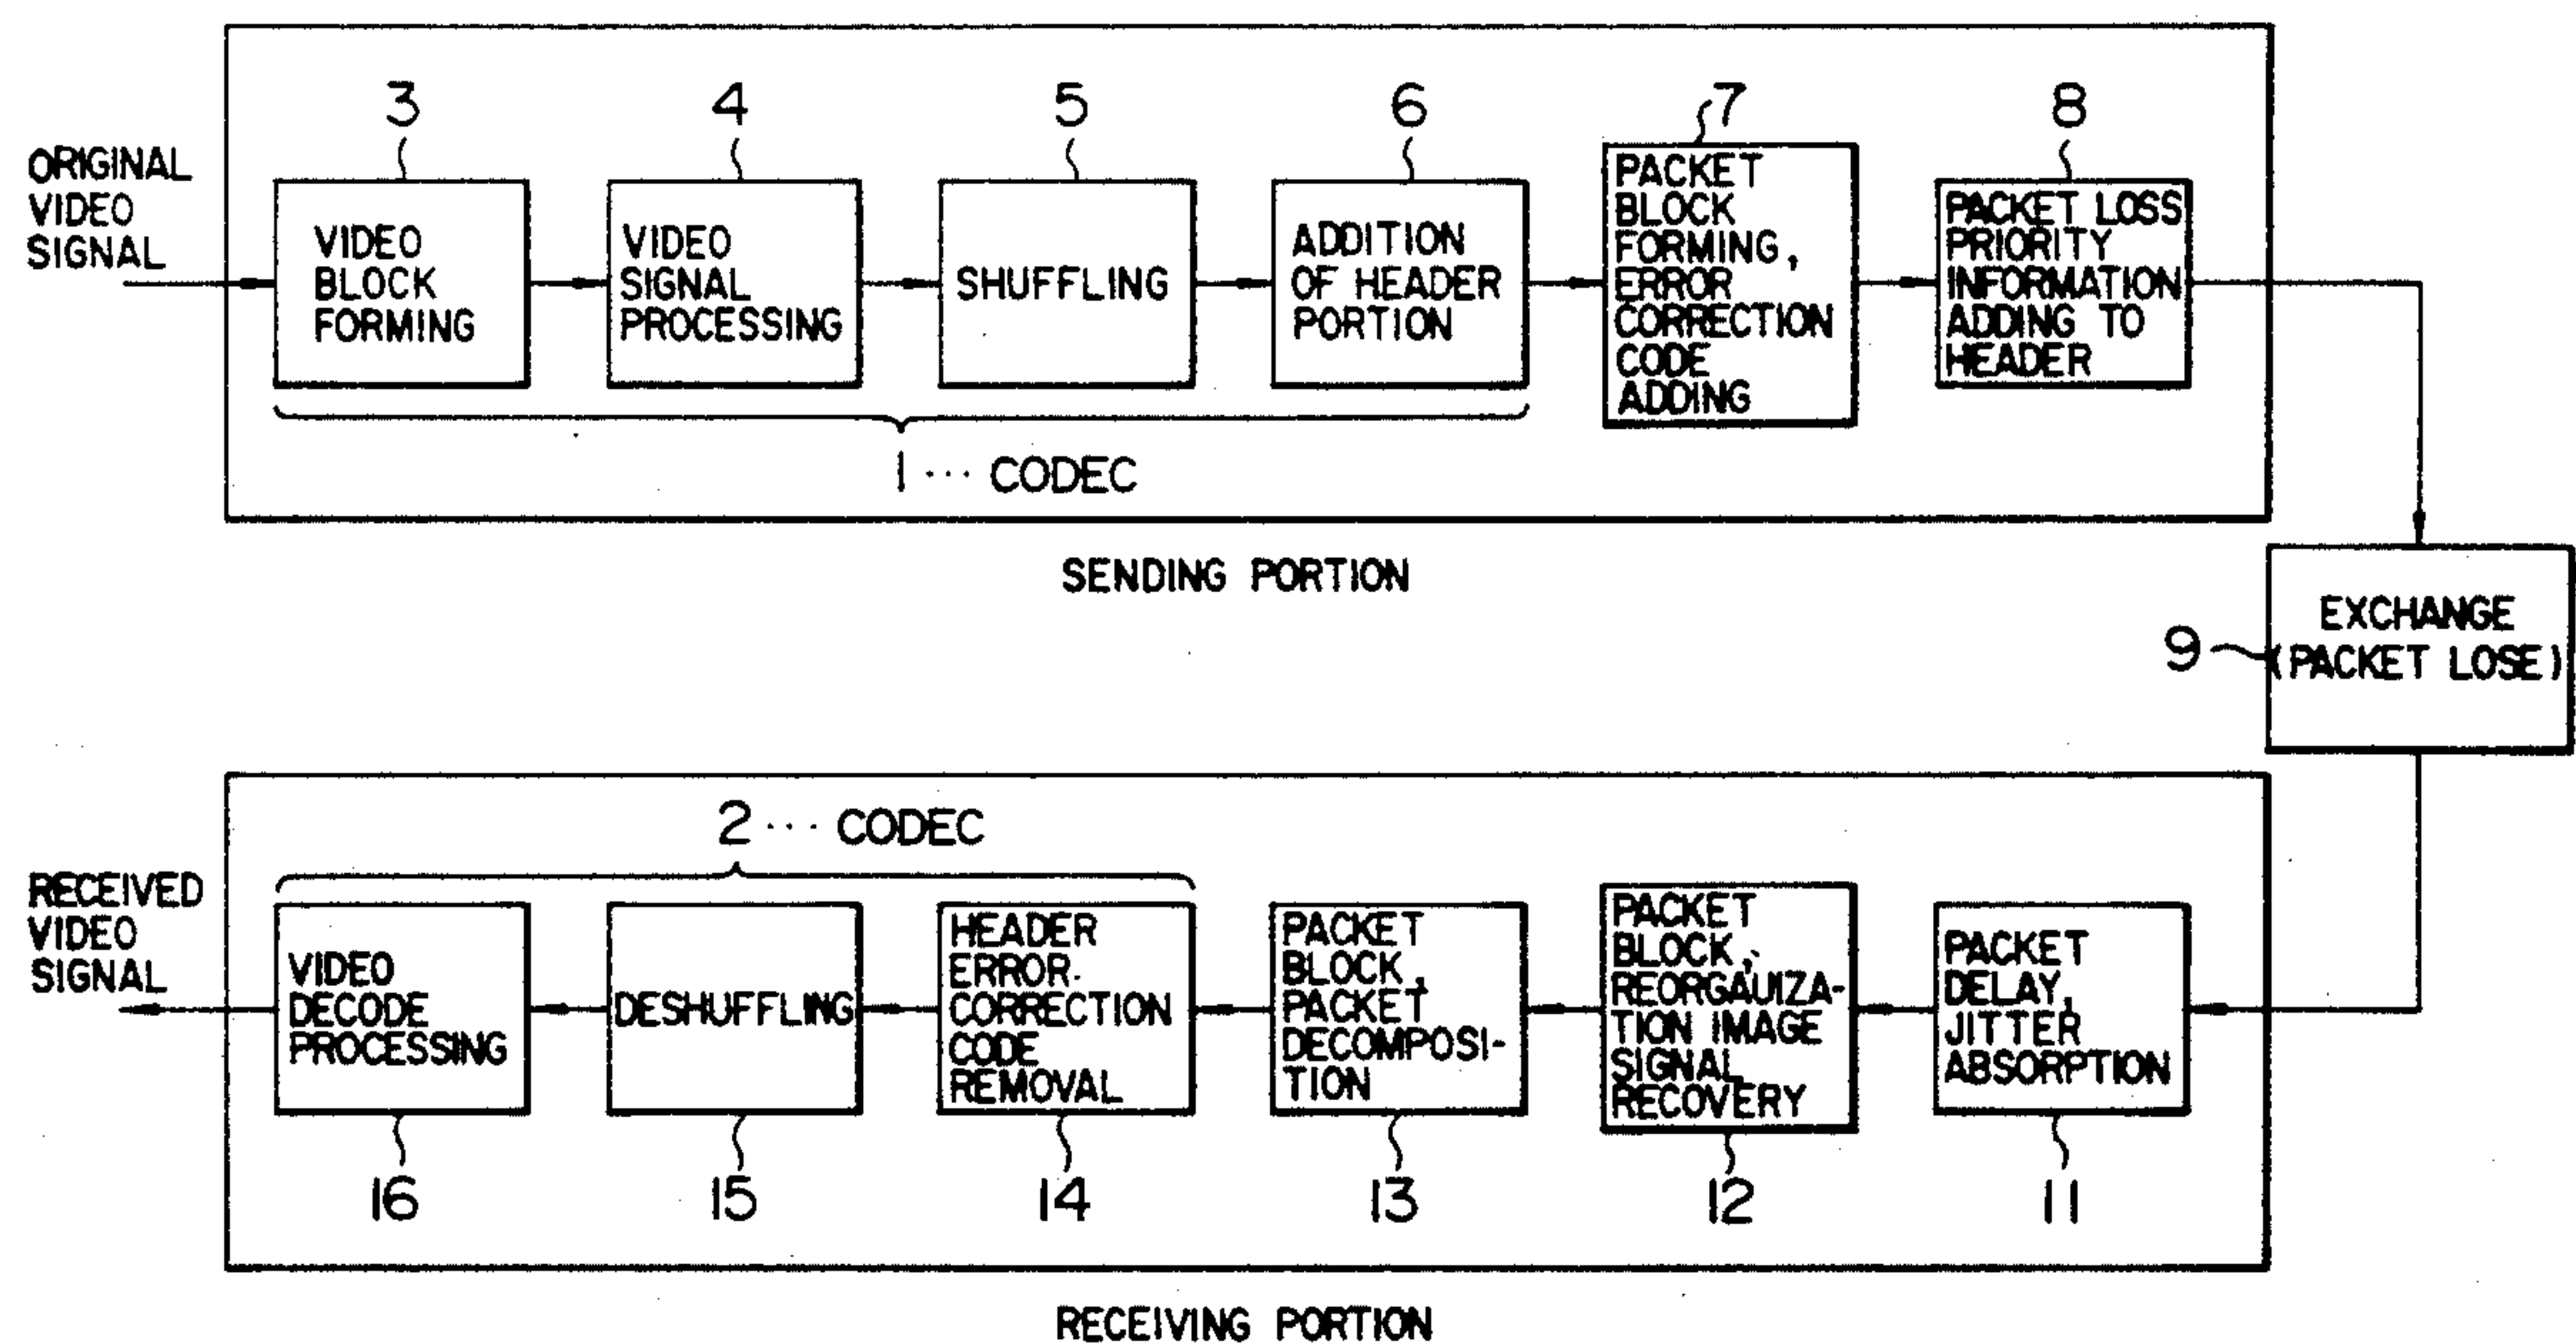 3
4
5
6
7
8
ORIGINAL
VIDEO
SIGNAL
VIDEO
BLOCK
FORMING
VIDEO
SIGNAL
PROCESSING
SHUFFLING
ADDITION
OF HEADER
PORTION
PACKET
BLOCK
FORMING,
ERROR
CORRECTION
CODE
ADDING
PACKET LOSS
PRIORITY
INFORMATION
ADDING TO
HEADER
1 ... CODEC
SENDING PORTION
EXCHANGE
(PACKET LOSE)
9
2 ... CODEC
RECEIVED
VIDEO
SIGNAL
VIDEO
DECODE
PROCESSING
DESHUFFLING
HEADER
ERROR-
CORRECTION
CODE
REMOVAL
PACKET
BLOCK,
PACKET
DECOMPOSI-
TION
PACKET
BLOCK,
REORGAUIZA-
TION IMAGE
SIGNAL
RECOVERY
PACKET
DELAY,
JITTER
ABSORPTION
16
15
14
13
12
11
RECEIVING PORTION